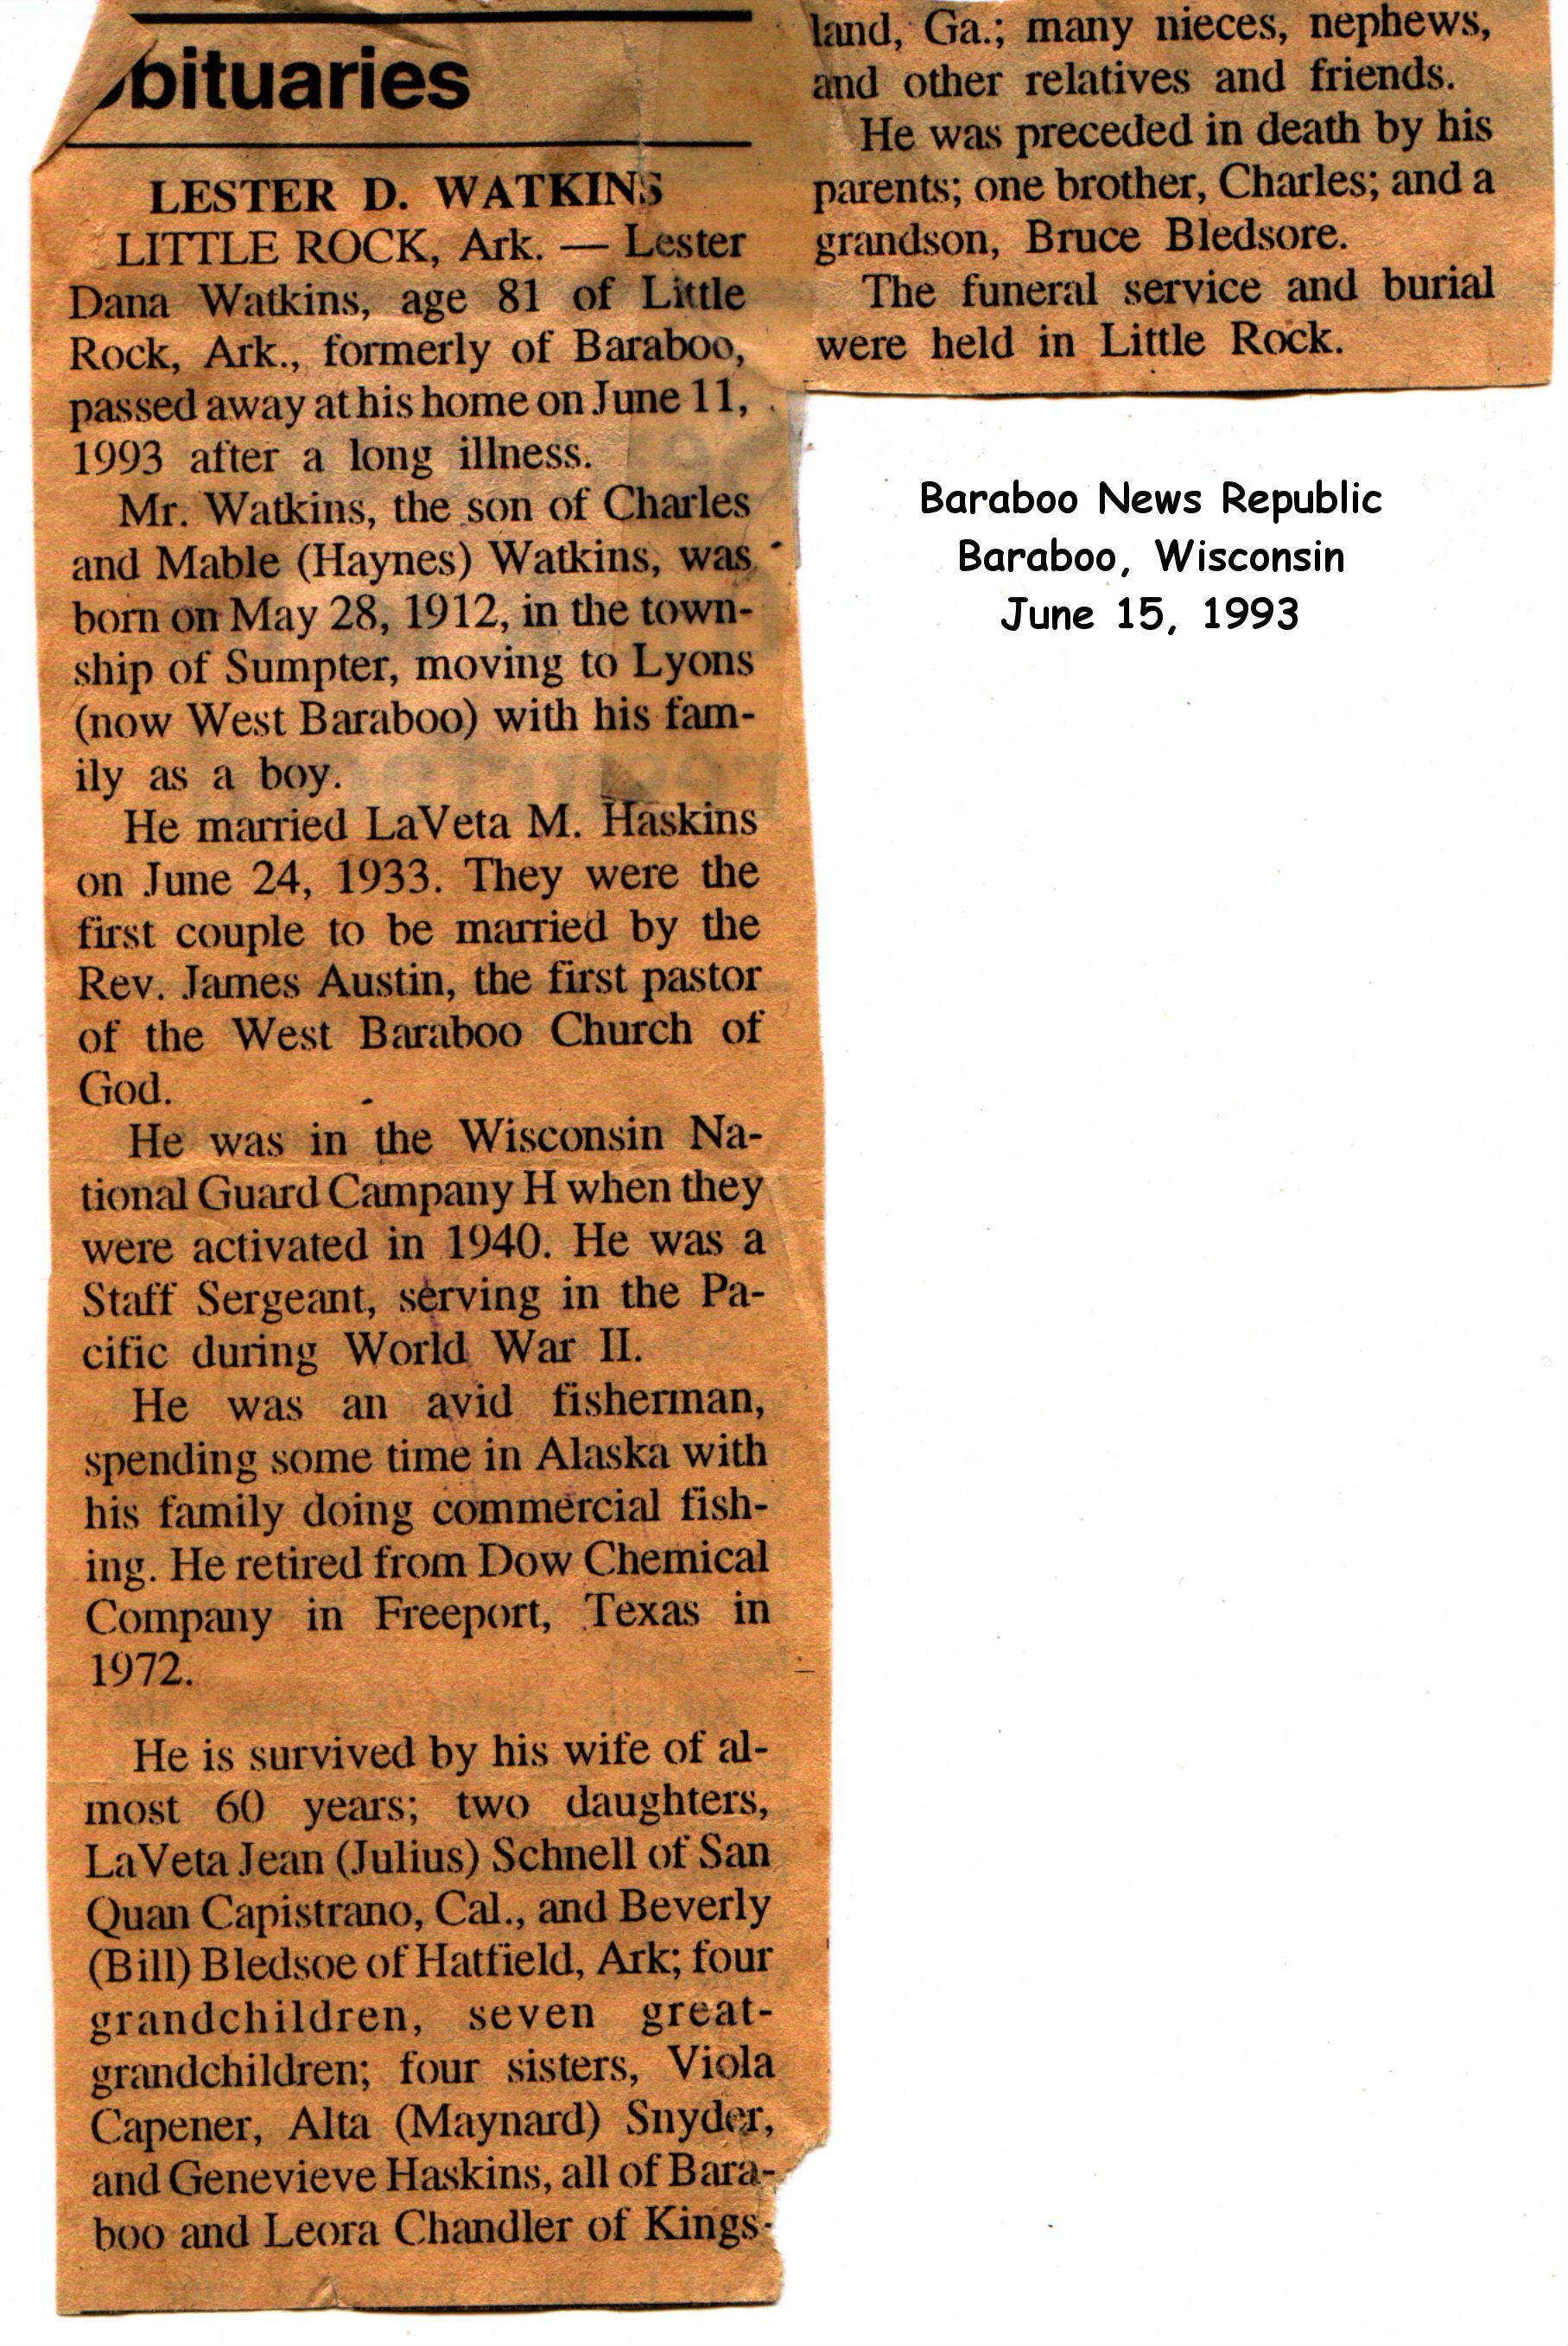 bituaries
LESTER D. WATKINS
LITTLE ROCK, Ark. — Lester
Dana Watkins, age 81 of Little
Rock, Ark., formerly of Baraboo,
passed away at his home on June 11,
1993 after a long illness.
Mr. Watkins, the son of Charles
and Mable (Haynes) Watkins, was
born on May 28, 1912, in the town-
ship of Sumpter, moving to Lyons
(now West Baraboo) with his fam-
ily as a boy.
He married LaVeta M. Haskins
on June 24, 1933. They were the
first couple to be married by the
Rev. James Austin, the first pastor
of the West Baraboo Church of
God.
He was in the Wisconsin Na-
tional Guard Campany H when they
were activated in 1940. He was a
Staff Sergeant, serving in the Pa-
cific during World War II.
He was an avid fisherman,
spending some time in Alaska with
his family doing commercial fish-
ing. He retired from Dow Chemical
Company in Freeport, Texas in
1972.
He is survived by his wife of al-
most 60 years; two daughters,
LaVeta Jean (Julius) Schnell of San
Quan Capistrano, Cal., and Beverly
(Bill) Bledsoe of Hatfield, Ark; four
grandchildren, seven great-
grandchildren; four sisters, Viola
Capener, Alta (Maynard) Snyder,
and Genevieve Haskins, all of Bara-
boo and Leora Chandler of Kings-
land, Ga.; many nieces, nephews,
and other relatives and friends.
He was preceded in death by his
parents; one brother, Charles; and a
grandson, Bruce Bledsore.
The funeral service and burial
were held in Little Rock.
Baraboo News Republic
Baraboo, Wisconsin
June 15, 1993